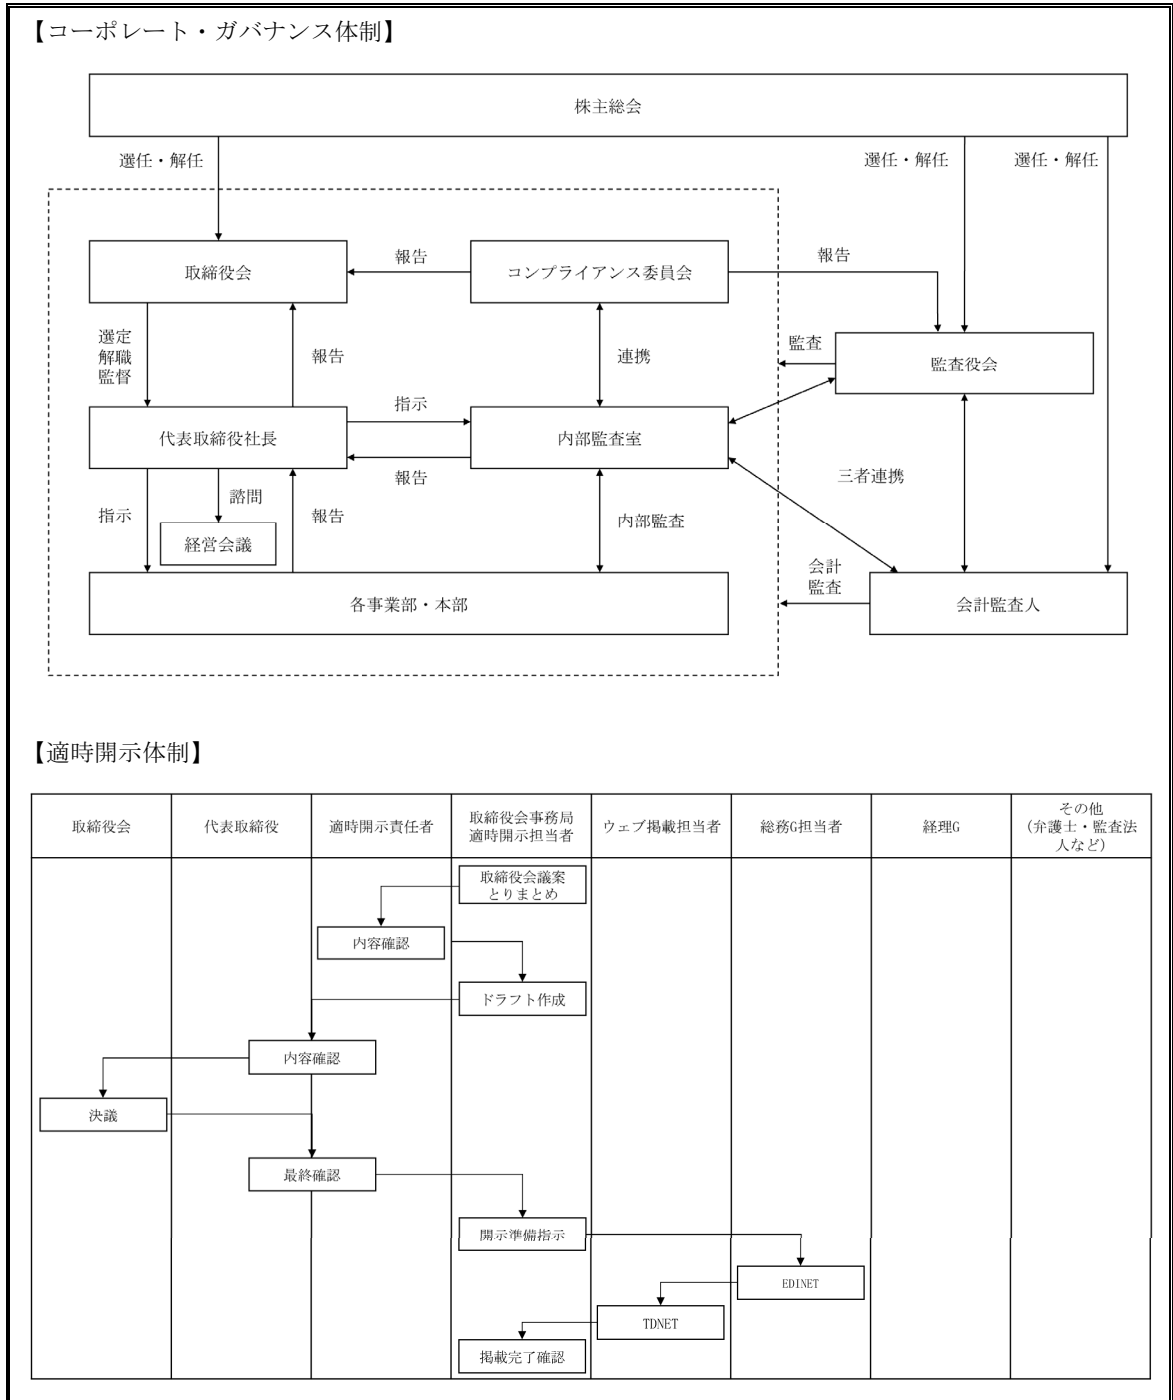 【コーポレート・ガバナンス体制】
株主総会
選任・解任
選任・解任
選任・解任
取締役会
報告
コンプライアンス委員会
報告
選定
解職
監督
報告
連携
監査
監査役会
指示
代表取締役社長
内部監査室
報告
三者連携
指示
諮問
報告
内部監査
経営会議
会計
監査
各事業部・本部
会計監査人
【適時開示体制】
取締役会
代表取締役
適時開示責任者
取締役会事務局
適時開示担当者
ウェブ掲載担当者
総務G担当者
経理G
その他
(弁護士・監査法
人など)
取締役会議案
とりまとめ
内容確認
ドラフト作成
内容確認
決議
最終確認
開示準備指示
EDINET
TDNET
掲載完了確認